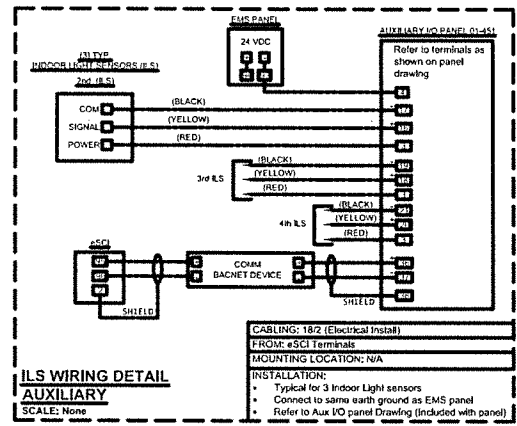 EMS PANEL
24 VDC
AUXILIARY I/O PANEL 01-451
Refer to terminals as
shown on panel
drawing
(3) TYP.
INDOOR LIGHT SENSORS (ILS)
2nd (ILS)
COM
(BLACK)
SIGNAL
(YELLOW)
POWER
(RED)
3rd ILS
(BLACK)
(YELLOW)
(RED)
4th ILS
(BLACK)
(YELLOW)
(RED)
eSCI
COMM
BACNET DEVICE
SHIELD
SHIELD
CABLING: 18/2 (Electrical Install)
FROM: eSCI Terminals
MOUNTING LOCATION: N/A
INSTALLATION:
• Typical for 3 Indoor Light sensors
• Connect to same earth ground as EMS panel
• Refer to Aux I/O panel Drawing (Included with panel)
ILS WIRING DETAIL
AUXILIARY
SCALE: None